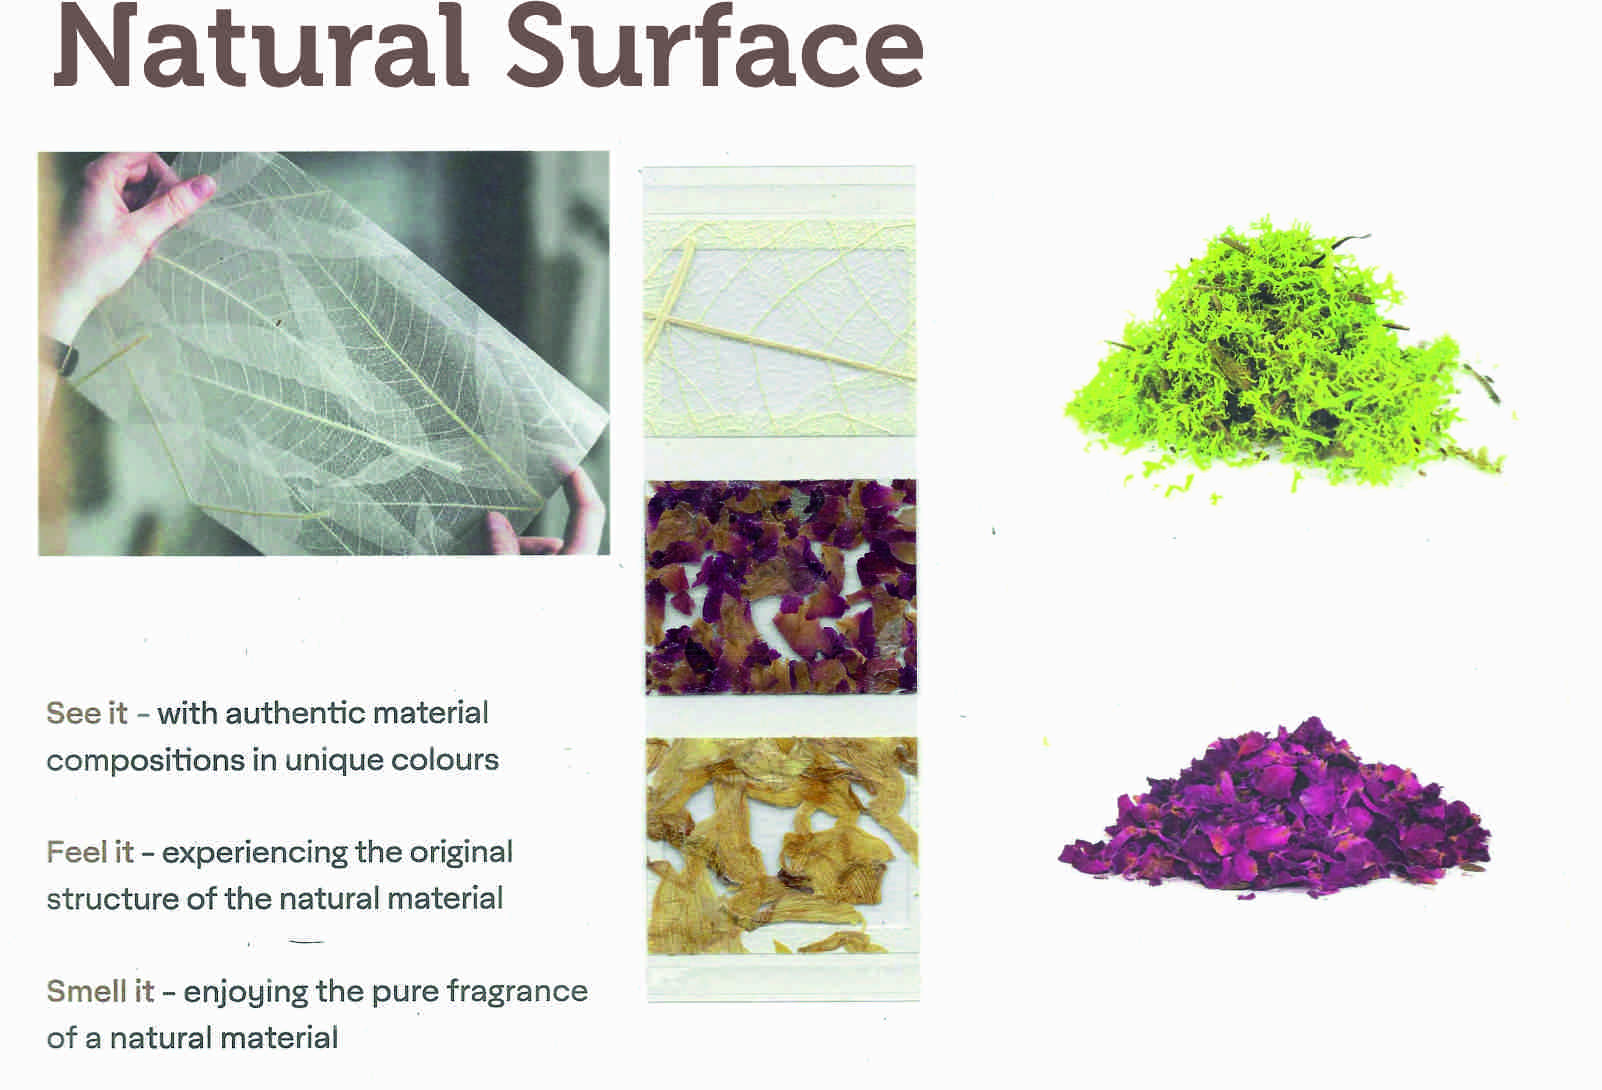 Natural Surface
See it – with authentic material
compositions in unique colours
Feel it – experiencing the original
structure of the natural material
Smell it – enjoying the pure fragrance
of a natural material